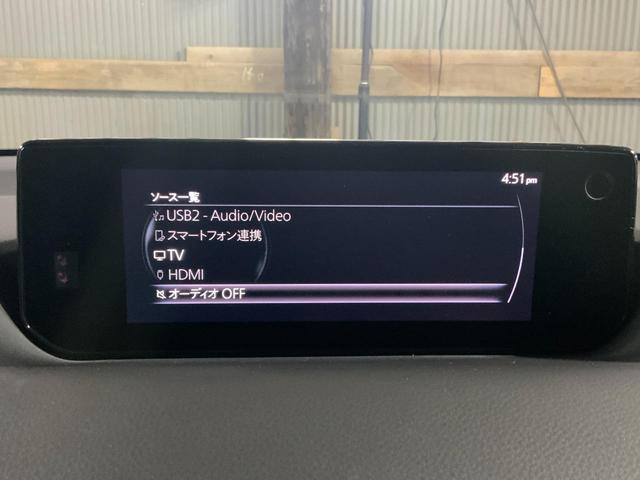 4:51pm
ソース一覧
USB2 - Audio/Video
スマートフォン連携
TV
HDMI
オーディオ OFF